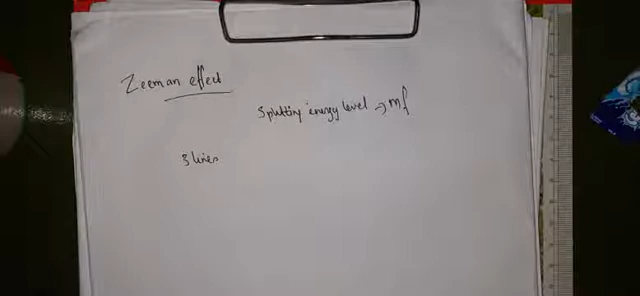 Zeeman effect
Splitting energy level → mf
3 lines